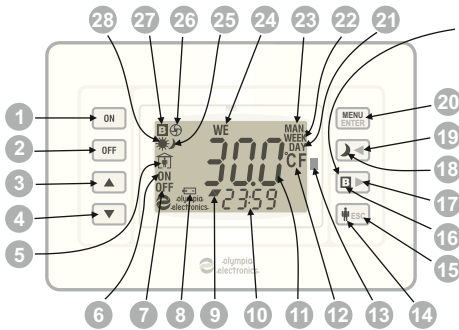 28 27 26 25 24 23 22 21
1 ON
2 OFF
3
4
5
6
7
8
9
10
11
12
13
14
15
16
17
18
19
20
B
WE
MAN
WEEK
DAY
30.0
°C F
ON
OFF
olympia
electronics
23:59
olympia
electronics
MENU
ENTER
B
ESC